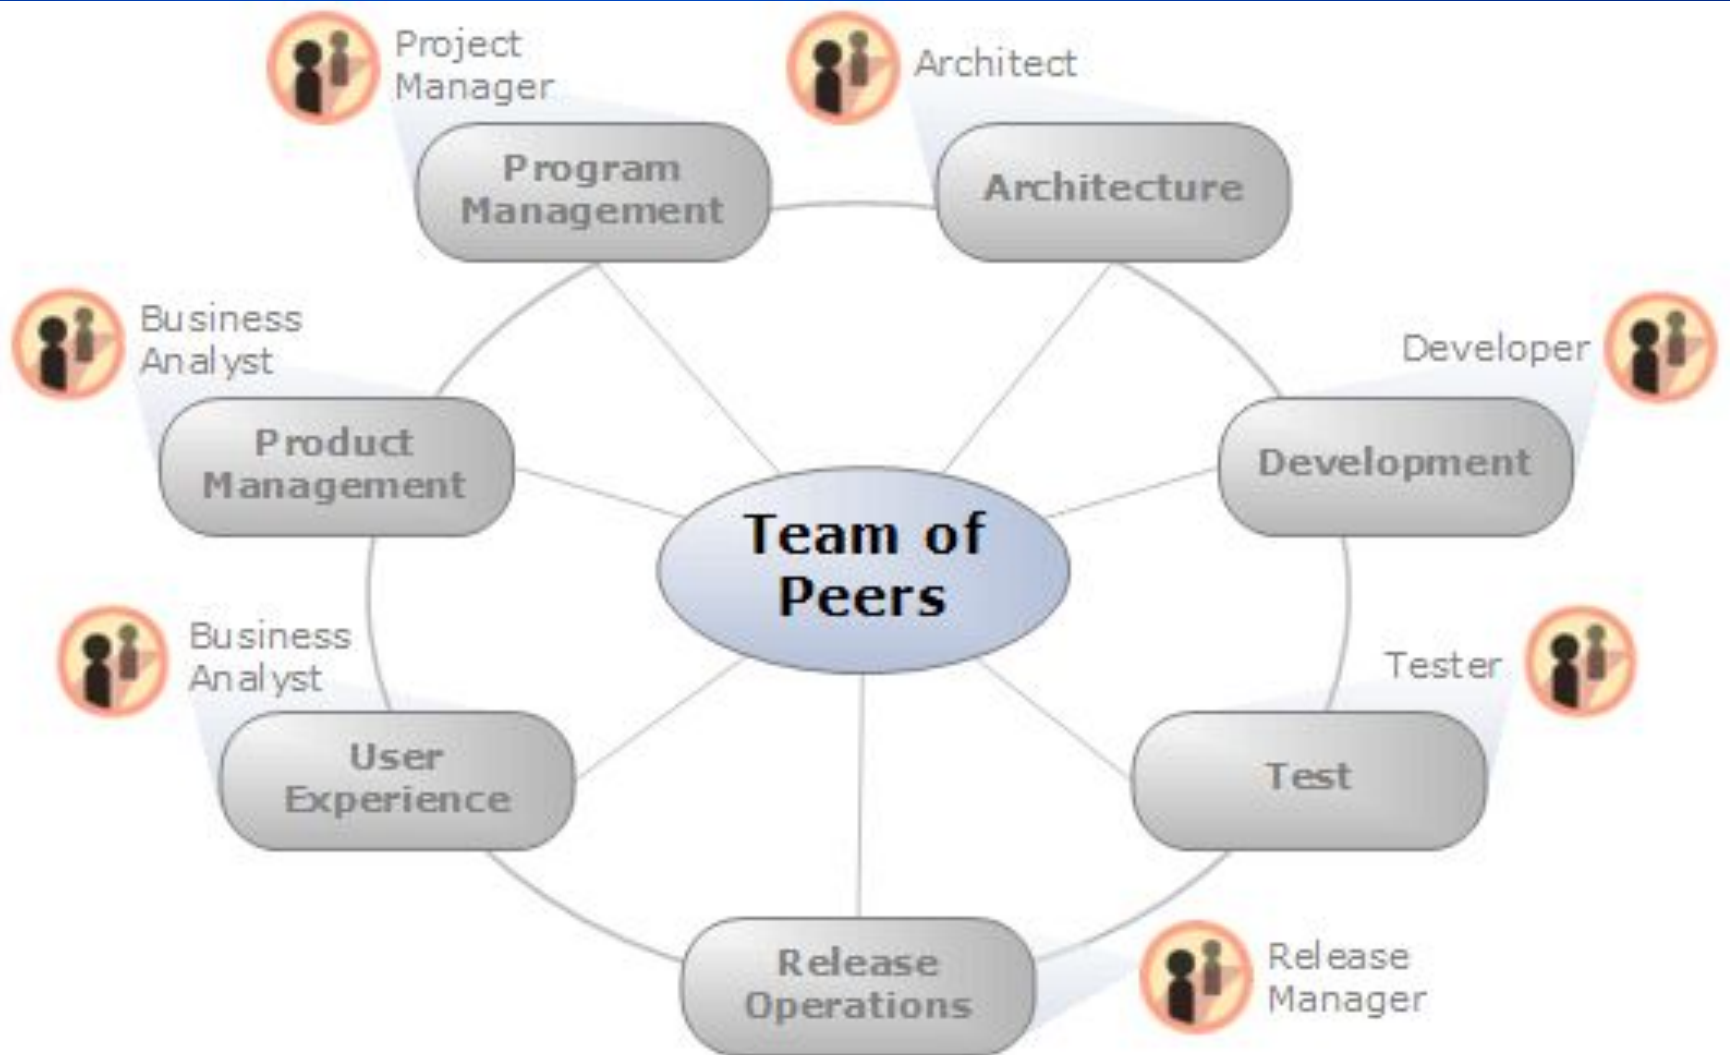 Project
Manager
Architect
Program
Management
Architecture
Business
Analyst
Developer
Product
Management
Development
Team of
Peers
Business
Analyst
Tester
User
Experience
Test
Release
Operations
Release
Manager